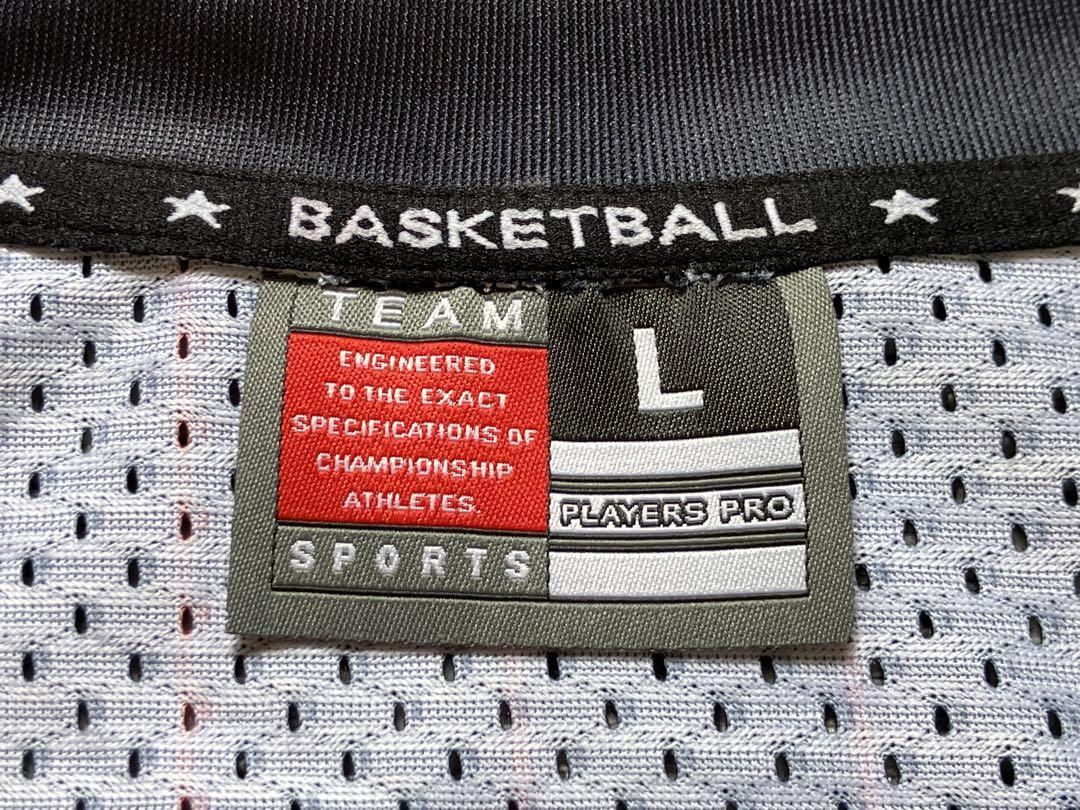 BASKETBALL
TEAM
ENGINEERED
TO THE EXACT
SPECIFICATIONS OF
CHAMPIONSHIP
ATHLETES.
SPORTS
L
PLAYERS PRO